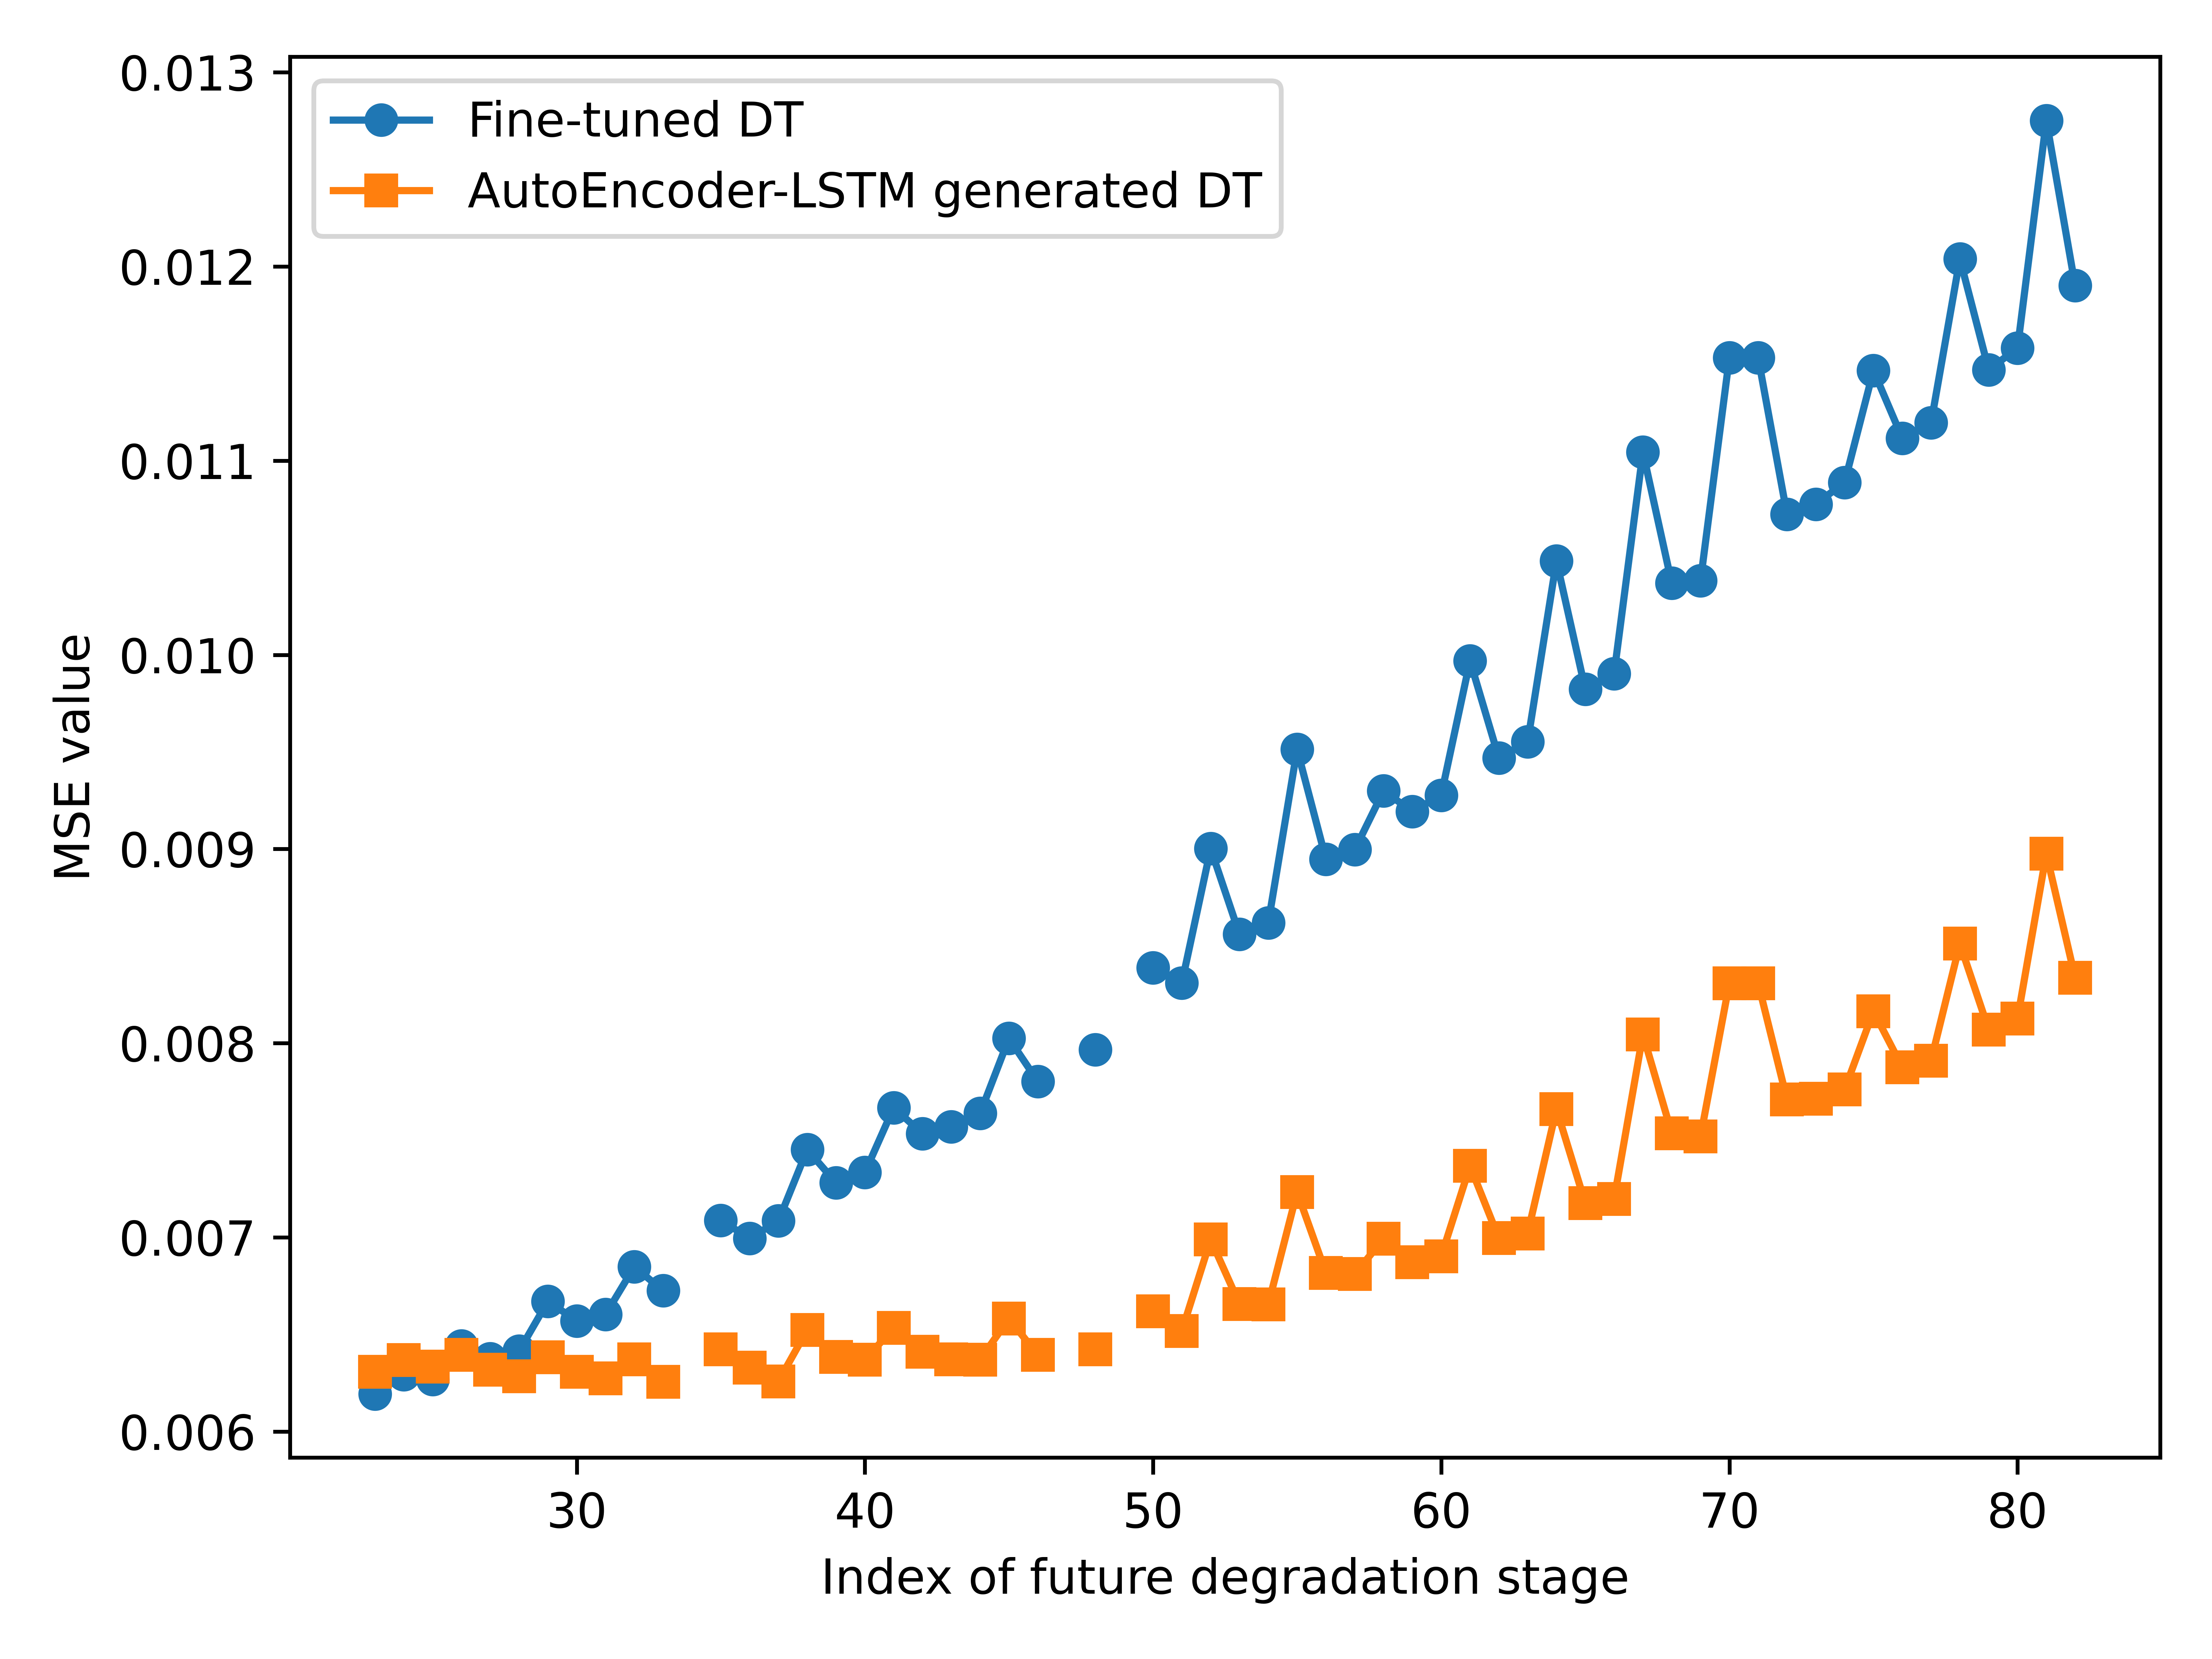 Fine-tuned DT
AutoEncoder-LSTM generated DT
0.013
0.012
0.011
0.010
0.009
0.008
0.007
0.006
MSE value
30 40 50 60 70 80
Index of future degradation stage